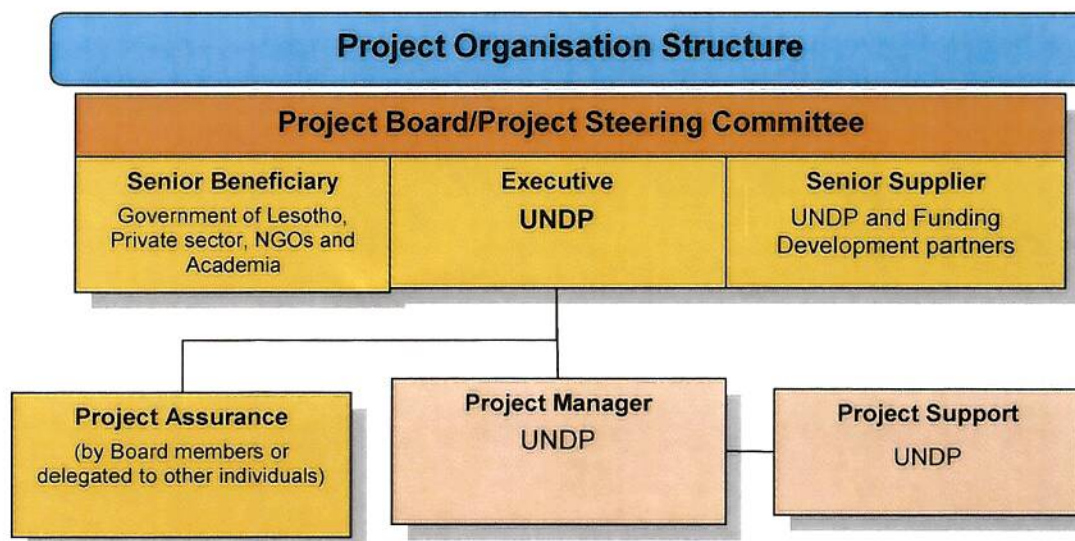 Project Organisation Structure
Project Board/Project Steering Committee
Senior Beneficiary
Government of Lesotho,
Private sector, NGOs and
Academia
Executive
UNDP
Senior Supplier
UNDP and Funding
Development partners
Project Assurance
(by Board members or
delegated to other individuals)
Project Manager
UNDP
Project Support
UNDP